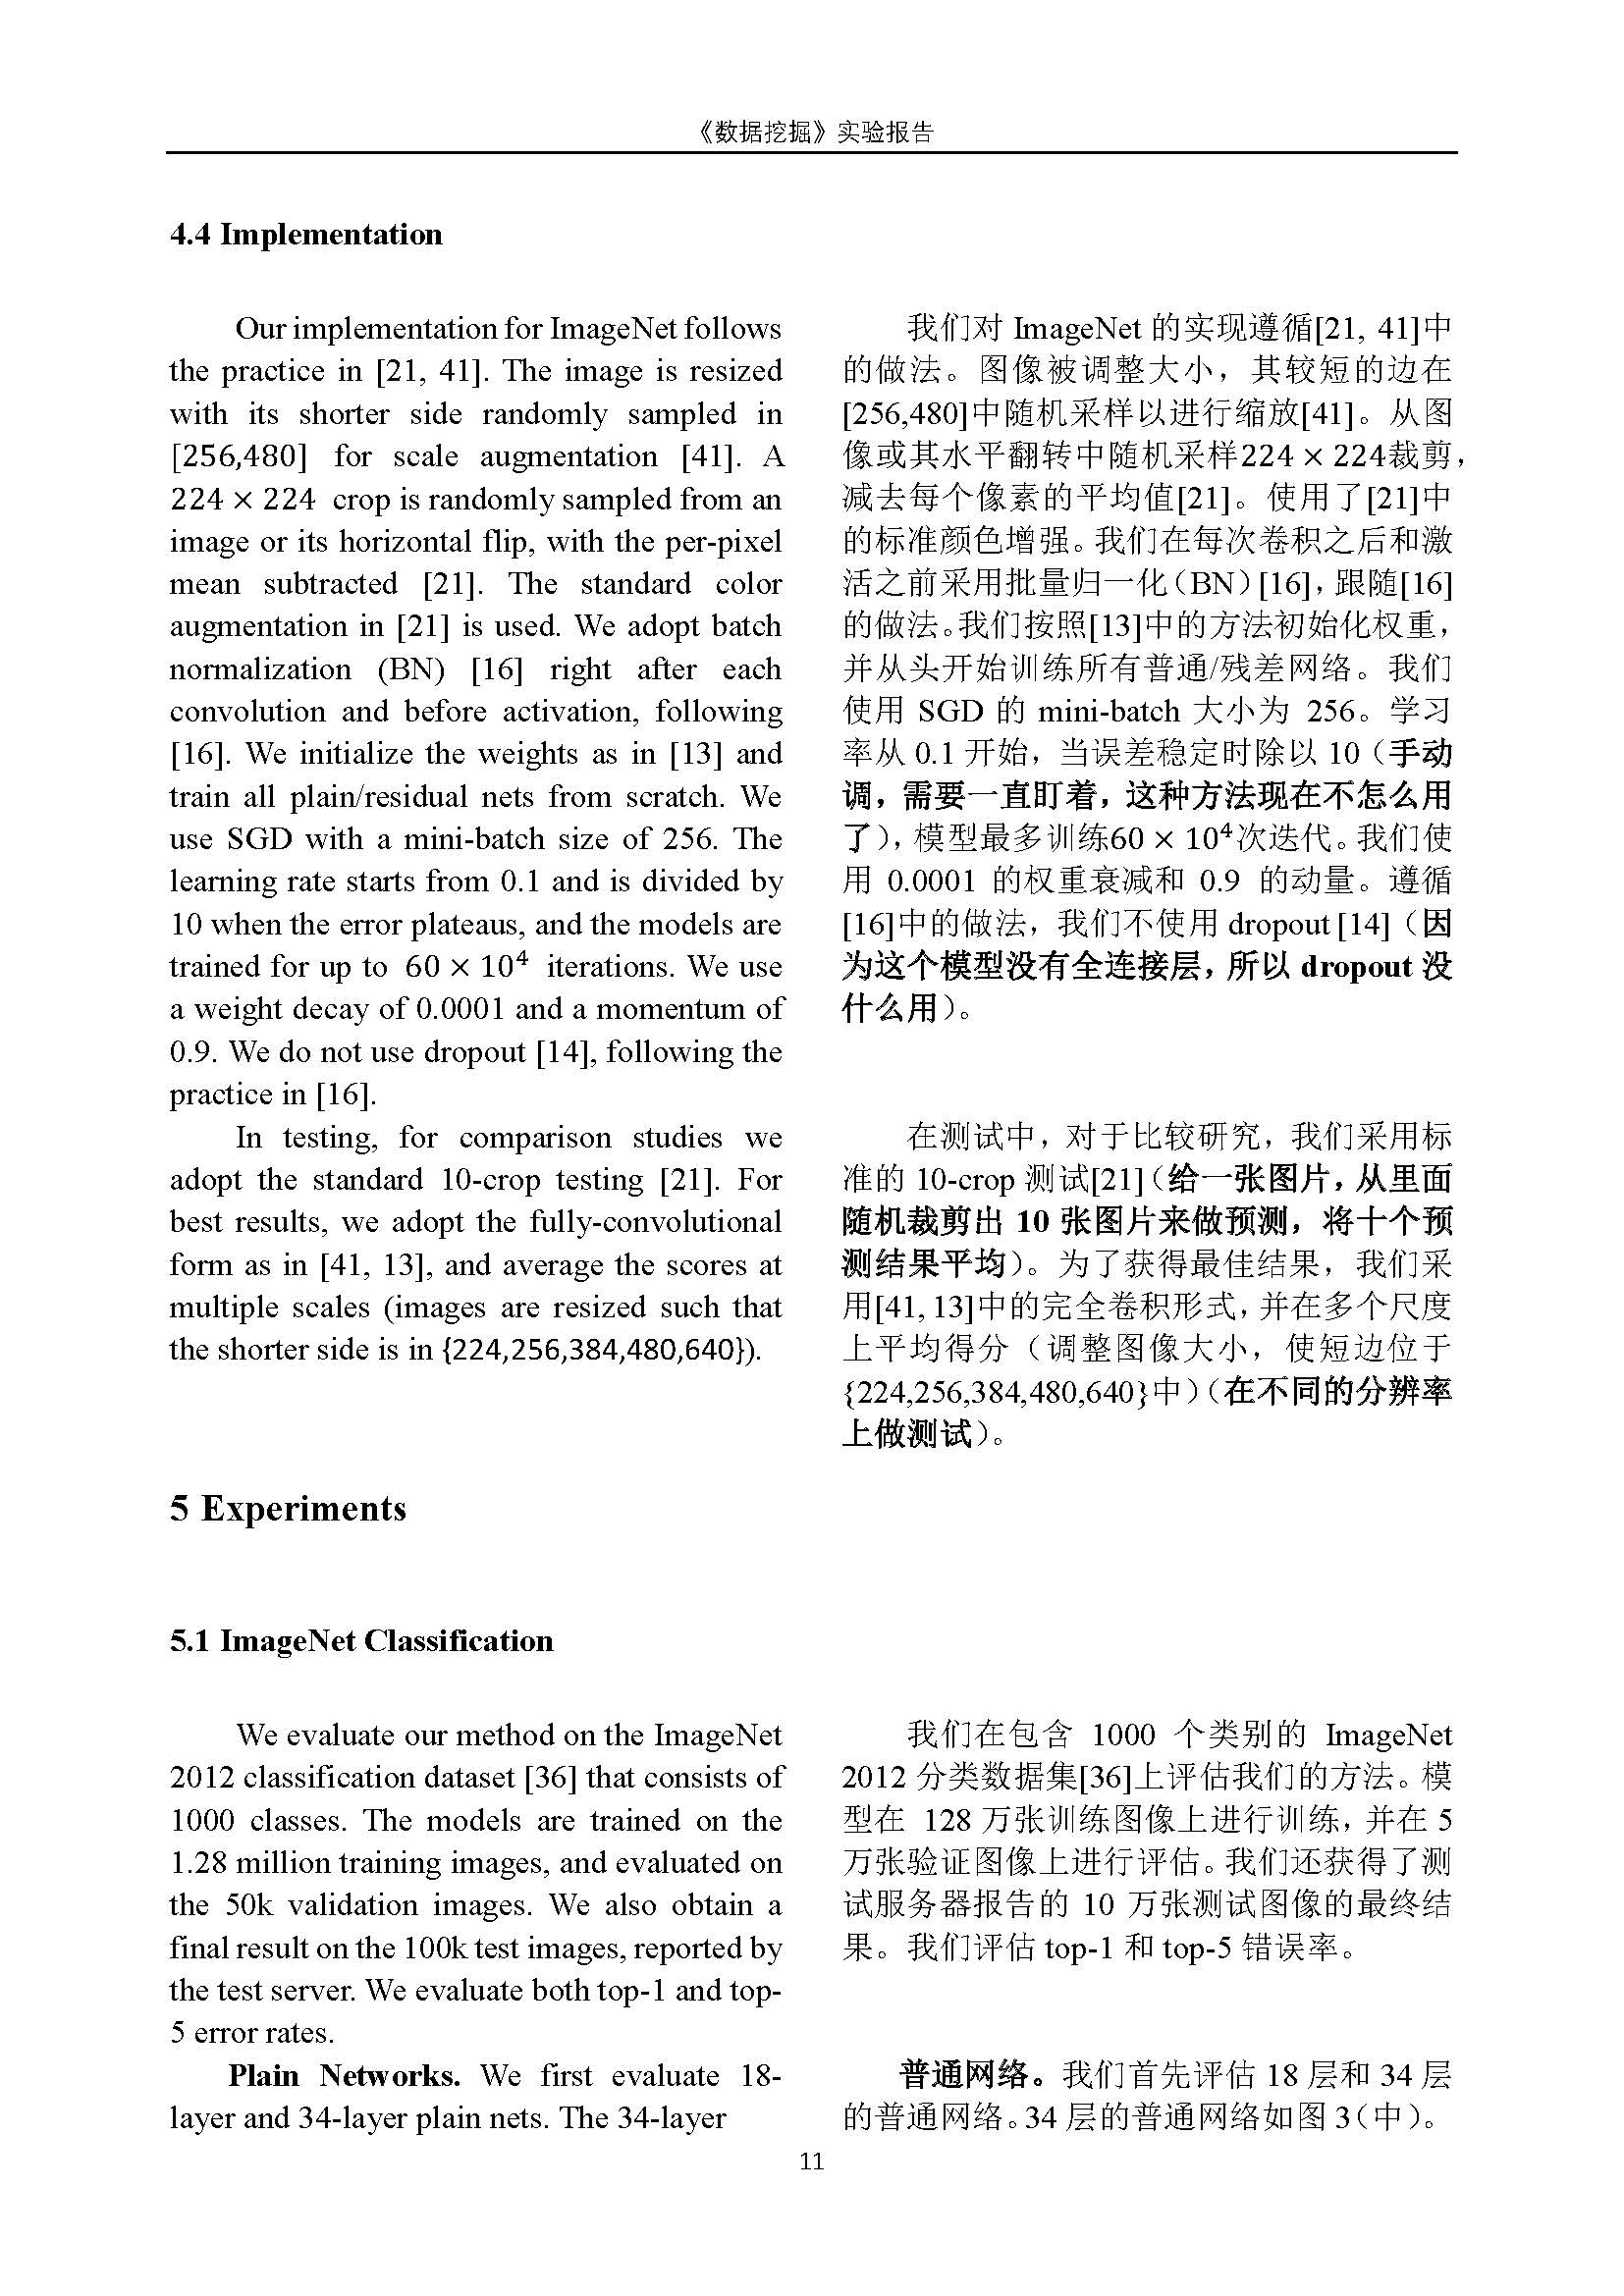 《数据挖掘》实验报告
4.4 Implementation
Our implementation for ImageNet follows
the practice in [21, 41]. The image is resized
with its shorter side randomly sampled in
[256,480] for scale augmentation [41]. A
224 × 224 crop is randomly sampled from an
image or its horizontal flip, with the per-pixel
mean subtracted [21]. The standard color
augmentation in [21] is used. We adopt batch
normalization (BN) [16] right after each
convolution and before activation, following
[16]. We initialize the weights as in [13] and
train all plain/residual nets from scratch. We
use SGD with a mini-batch size of 256. The
learning rate starts from 0.1 and is divided by
10 when the error plateaus, and the models are
trained for up to 60 × 10⁴ iterations. We use
a weight decay of 0.0001 and a momentum of
0.9. We do not use dropout [14], following the
practice in [16].
In testing, for comparison studies we
adopt the standard 10-crop testing [21]. For
best results, we adopt the fully-convolutional
form as in [41, 13], and average the scores at
multiple scales (images are resized such that
the shorter side is in {224,256,384,480,640}).
我们对 ImageNet 的实现遵循[21, 41]中
的做法。图像被调整大小，其较短的边在
[256,480]中随机采样以进行缩放[41]。从图
像或其水平翻转中随机采样224 × 224裁剪，
减去每个像素的平均值[21]。使用了[21]中
的标准颜色增强。我们在每次卷积之后和激
活之前采用批量归一化（BN）[16]，跟随[16]
的做法。我们按照[13]中的方法初始化权重，
并从头开始训练所有普通/残差网络。我们
使用 SGD 的 mini-batch 大小为 256。学习
率从 0.1 开始，当误差稳定时除以 10（手动
调，需要一直盯着，这种方法现在不怎么用
了），模型最多训练60 × 10⁴次迭代。我们使
用 0.0001 的权重衰减和 0.9 的动量。遵循
[16]中的做法，我们不使用 dropout [14]（因
为这个模型没有全连接层，所以 dropout 没
什么用）。
在测试中，对于比较研究，我们采用标
准的 10-crop 测试[21]（给一张图片，从里面
随机裁剪出 10 张图片来做预测，将十个预
测结果平均）。为了获得最佳结果，我们采
用[41, 13]中的完全卷积形式，并在多个尺度
上平均得分（调整图像大小，使短边位于
{224,256,384,480,640}中）（在不同的分辨率
上做测试）。
5 Experiments
5.1 ImageNet Classification
We evaluate our method on the ImageNet
2012 classification dataset [36] that consists of
1000 classes. The models are trained on the
1.28 million training images, and evaluated on
the 50k validation images. We also obtain a
final result on the 100k test images, reported by
the test server. We evaluate both top-1 and top-
5 error rates.
Plain Networks. We first evaluate 18-
layer and 34-layer plain nets. The 34-layer
我们在包含 1000 个类别的 ImageNet
2012 分类数据集[36]上评估我们的方法。模
型在 128 万张训练图像上进行训练，并在 5
万张验证图像上进行评估。我们还获得了测
试服务器报告的 10 万张测试图像的最终结
果。我们评估 top-1 和 top-5 错误率。
普通网络。我们首先评估 18 层和 34 层
的普通网络。34 层的普通网络如图 3（中）。
11